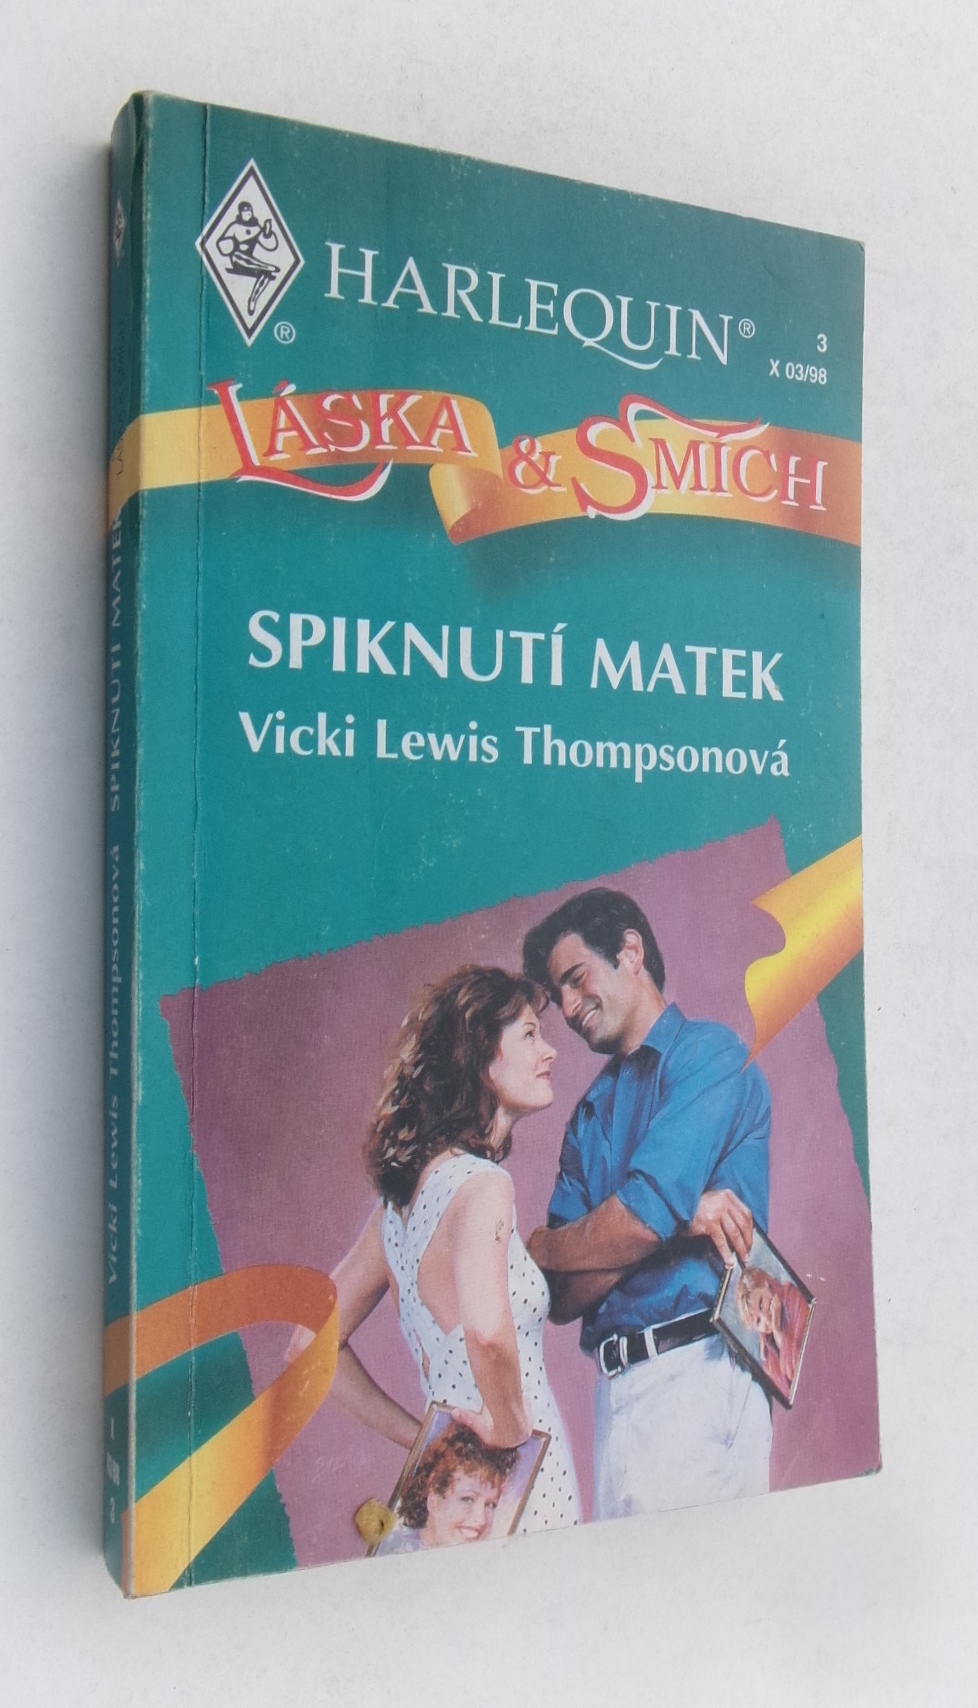 HARLEQUIN®
®
3
X 03/98
LÁSKA & SMÍCH
SPIKNUTÍ MATEK
Vicki Lewis Thompsonová
Vicki Lewis Thompsonová SPIKNUTÍ MATEK